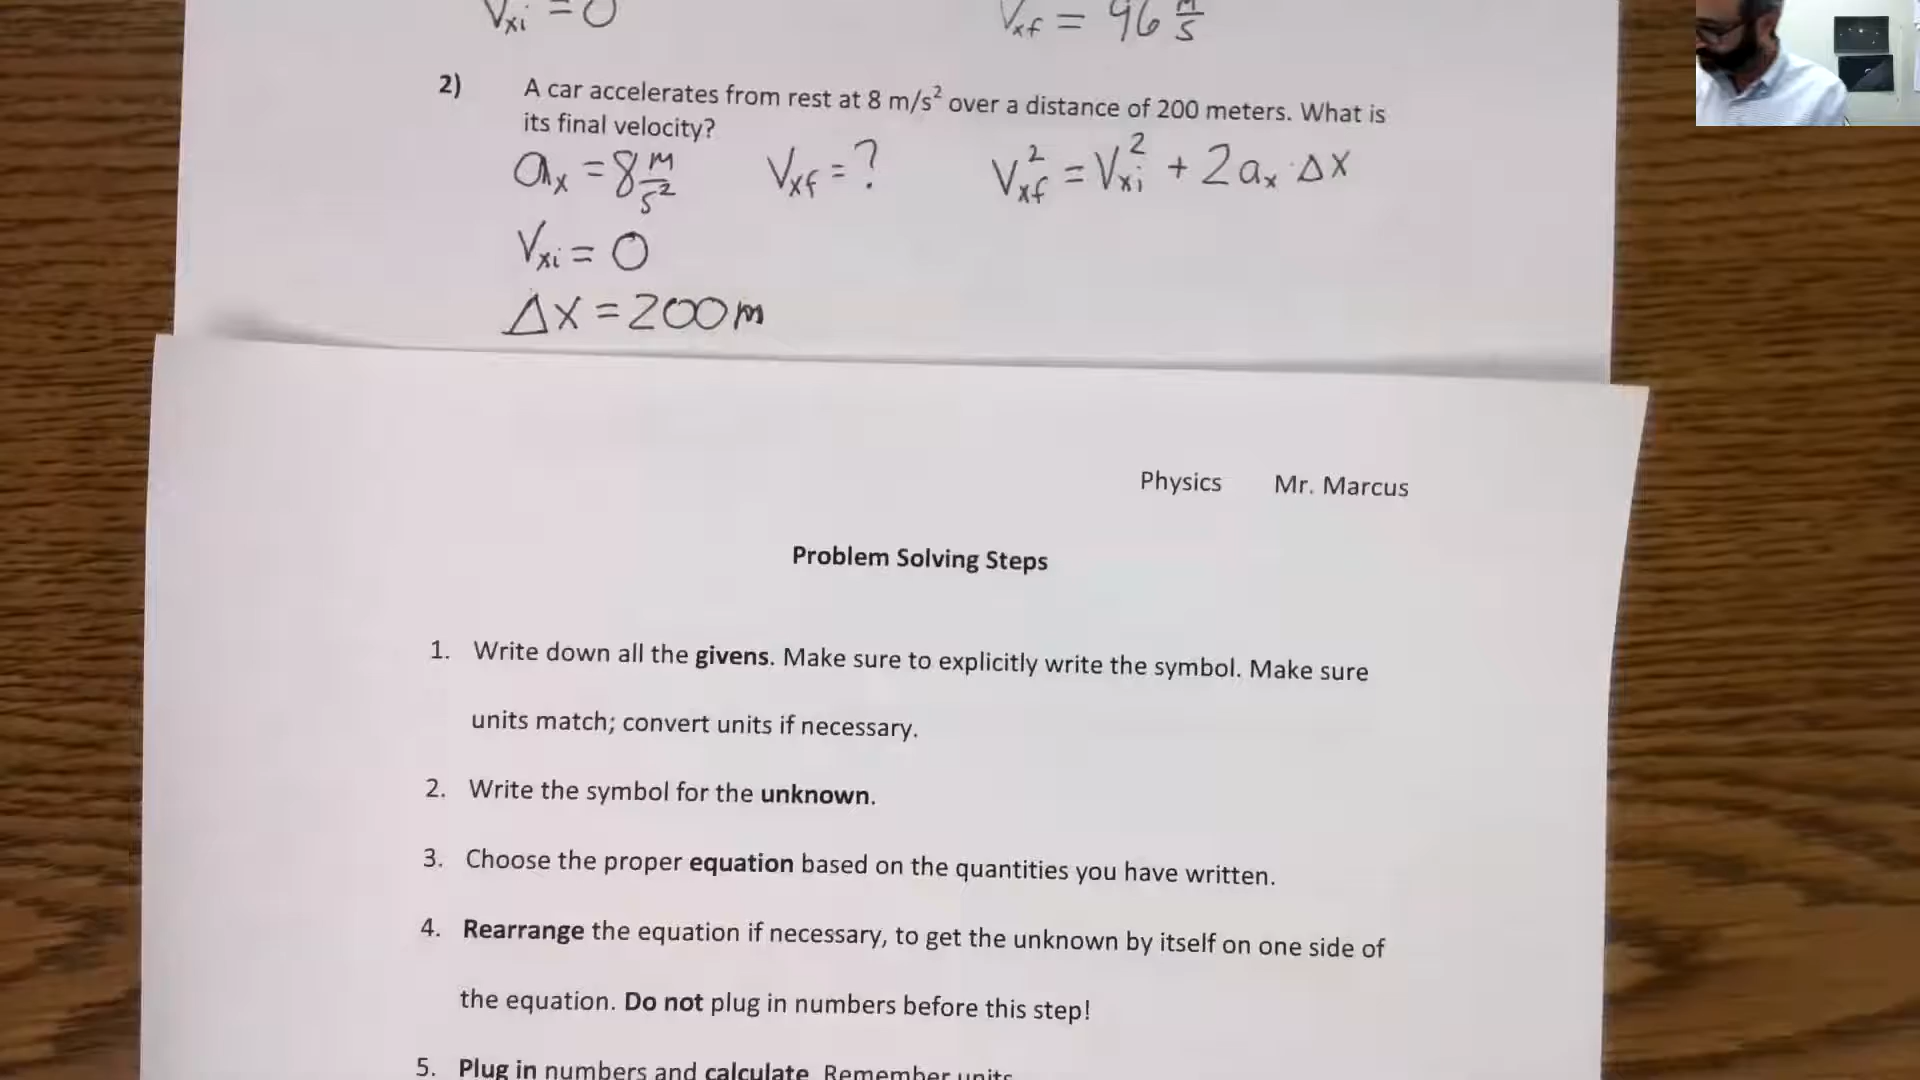 Vxi = 0
Vxf = 96 m/s
2) A car accelerates from rest at 8 m/s² over a distance of 200 meters. What is
its final velocity?
ax = 8 m/s²
Vxf = ?
Vxf² = Vxi² + 2ax · Δx
Vxi = 0
Δx = 200m
Physics Mr. Marcus
Problem Solving Steps
1. Write down all the givens. Make sure to explicitly write the symbol. Make sure
units match; convert units if necessary.
2. Write the symbol for the unknown.
3. Choose the proper equation based on the quantities you have written.
4. Rearrange the equation if necessary, to get the unknown by itself on one side of
the equation. Do not plug in numbers before this step!
5. Plug in numbers and calculate. Remember units.